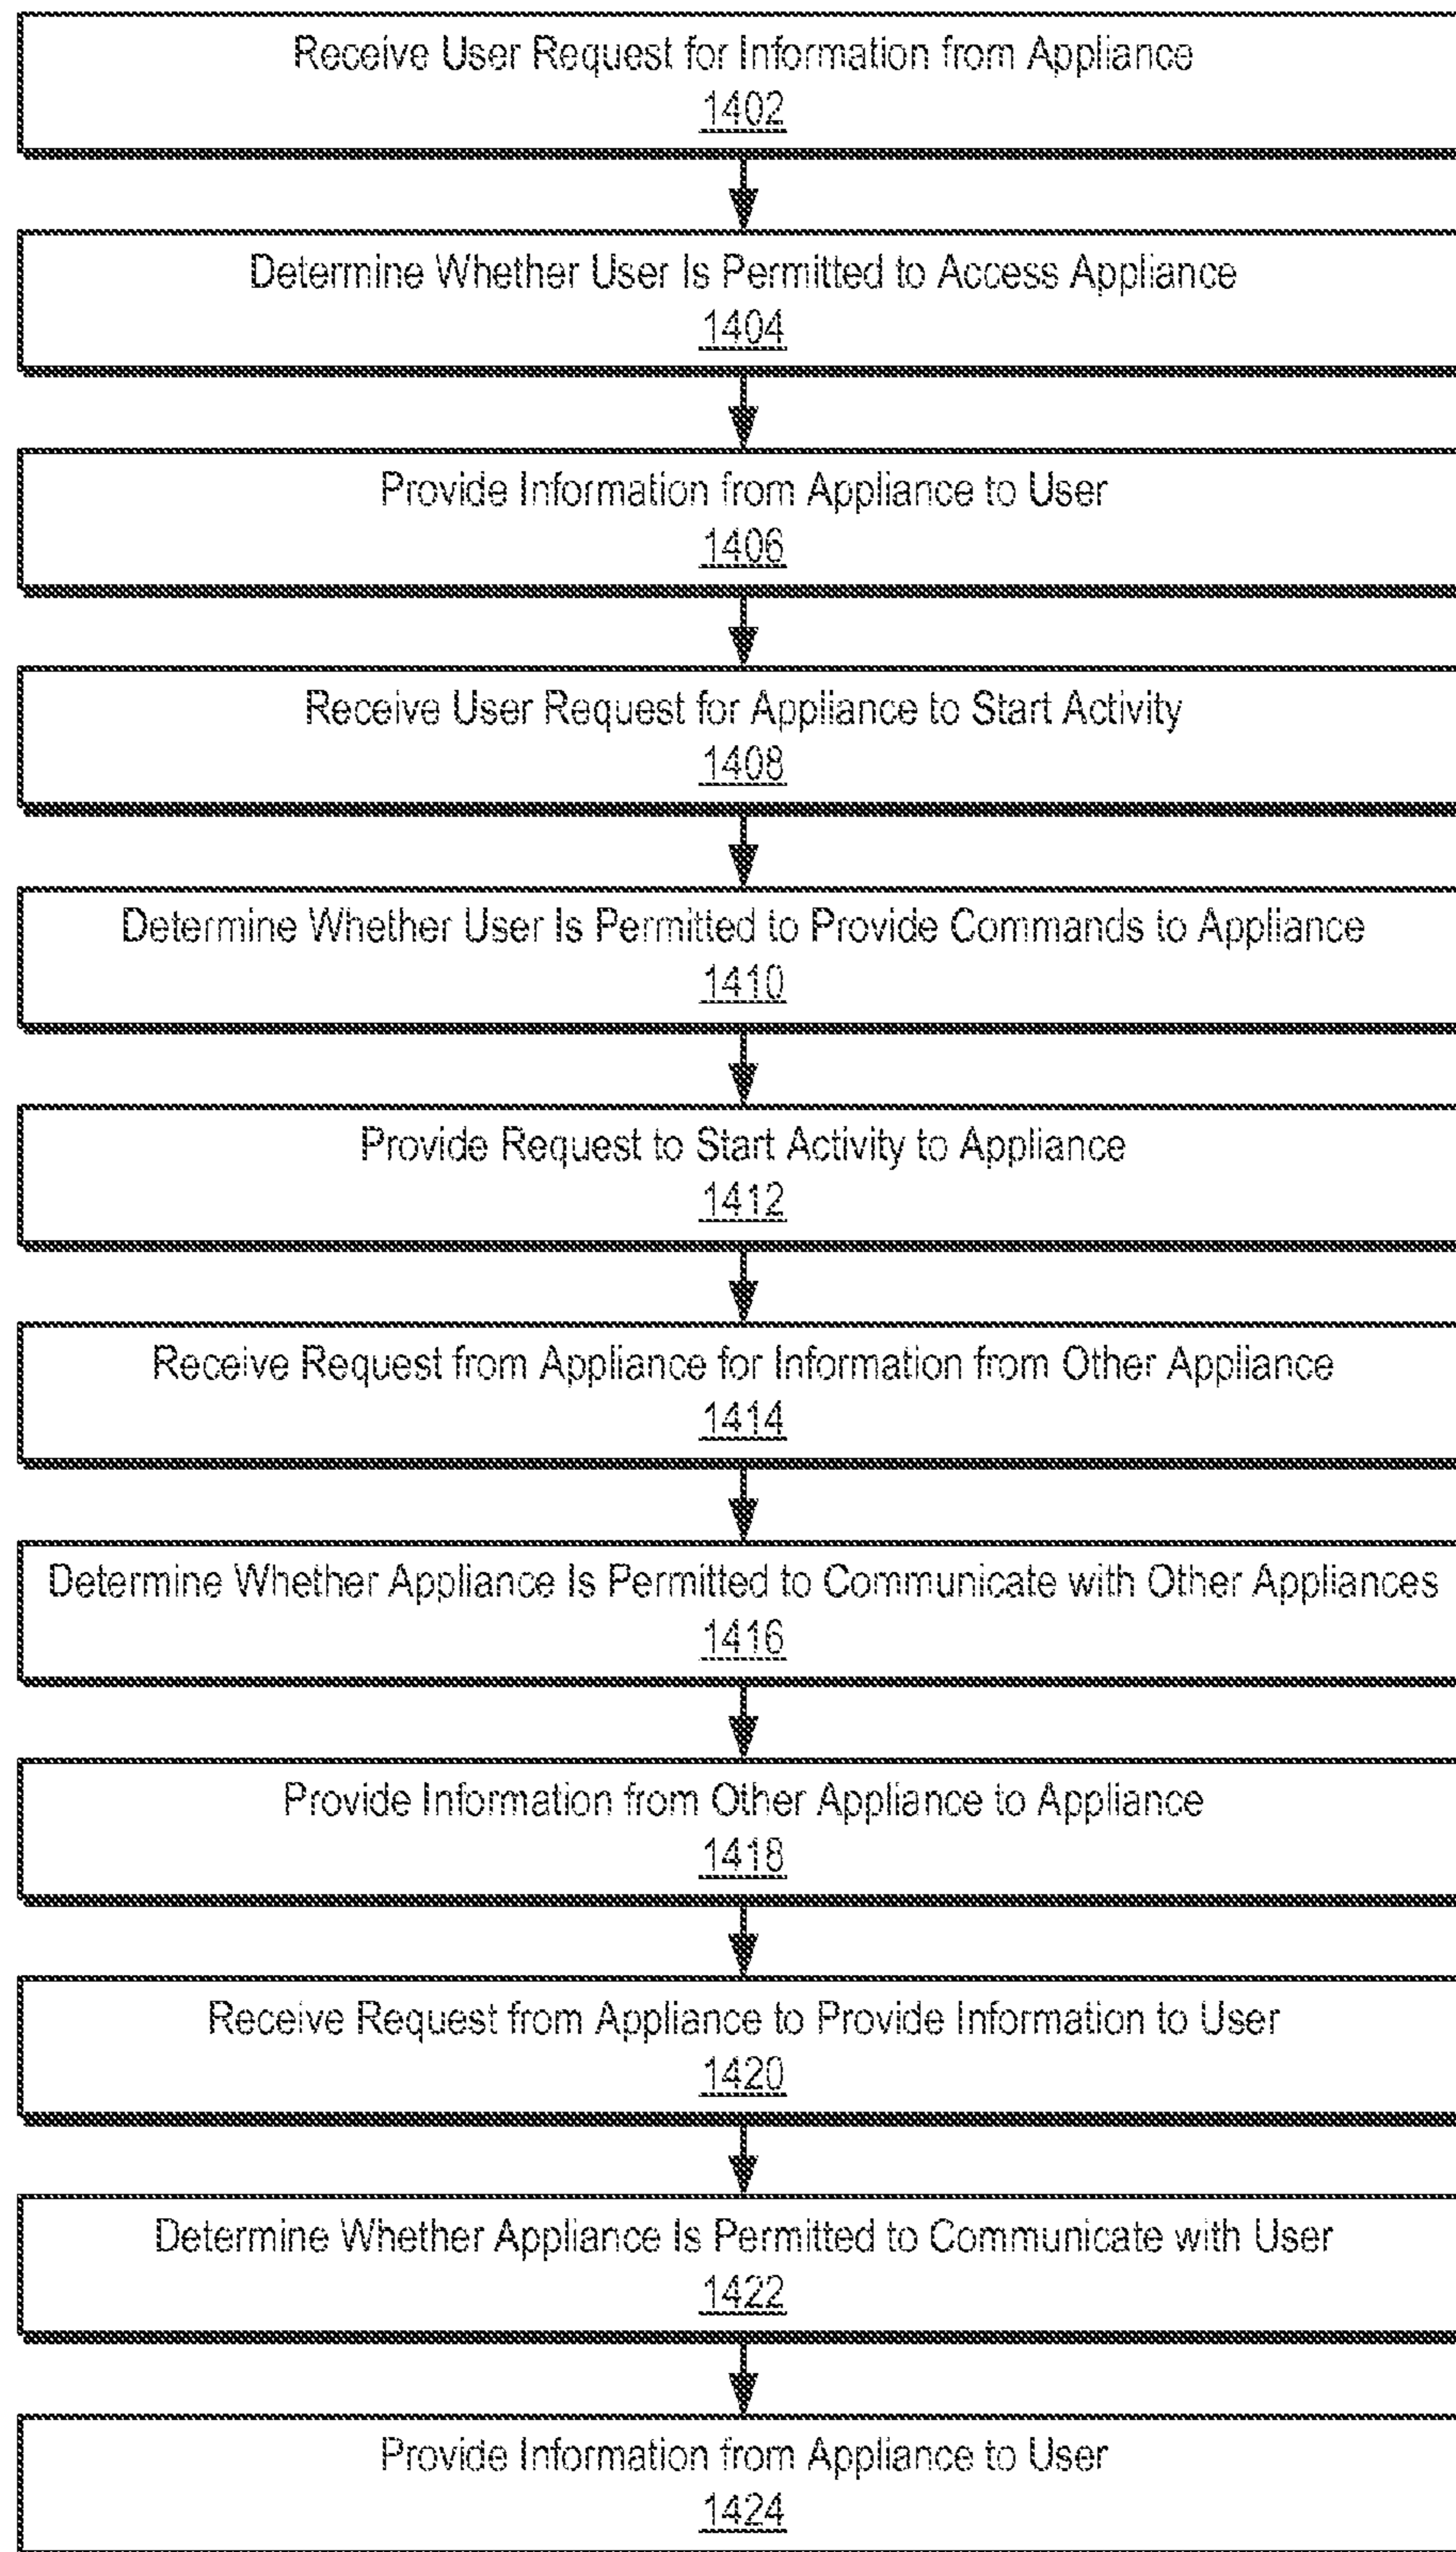 Receive User Request for Information from Appliance
1402
Determine Whether User Is Permitted to Access Appliance
1404
Provide Information from Appliance to User
1406
Receive User Request for Appliance to Start Activity
1408
Determine Whether User Is Permitted to Provide Commands to Appliance
1410
Provide Request to Start Activity to Appliance
1412
Receive Request from Appliance for Information from Other Appliance
1414
Determine Whether Appliance Is Permitted to Communicate with Other Appliances
1416
Provide Information from Other Appliance to Appliance
1418
Receive Request from Appliance to Provide Information to User
1420
Determine Whether Appliance Is Permitted to Communicate with User
1422
Provide Information from Appliance to User
1424